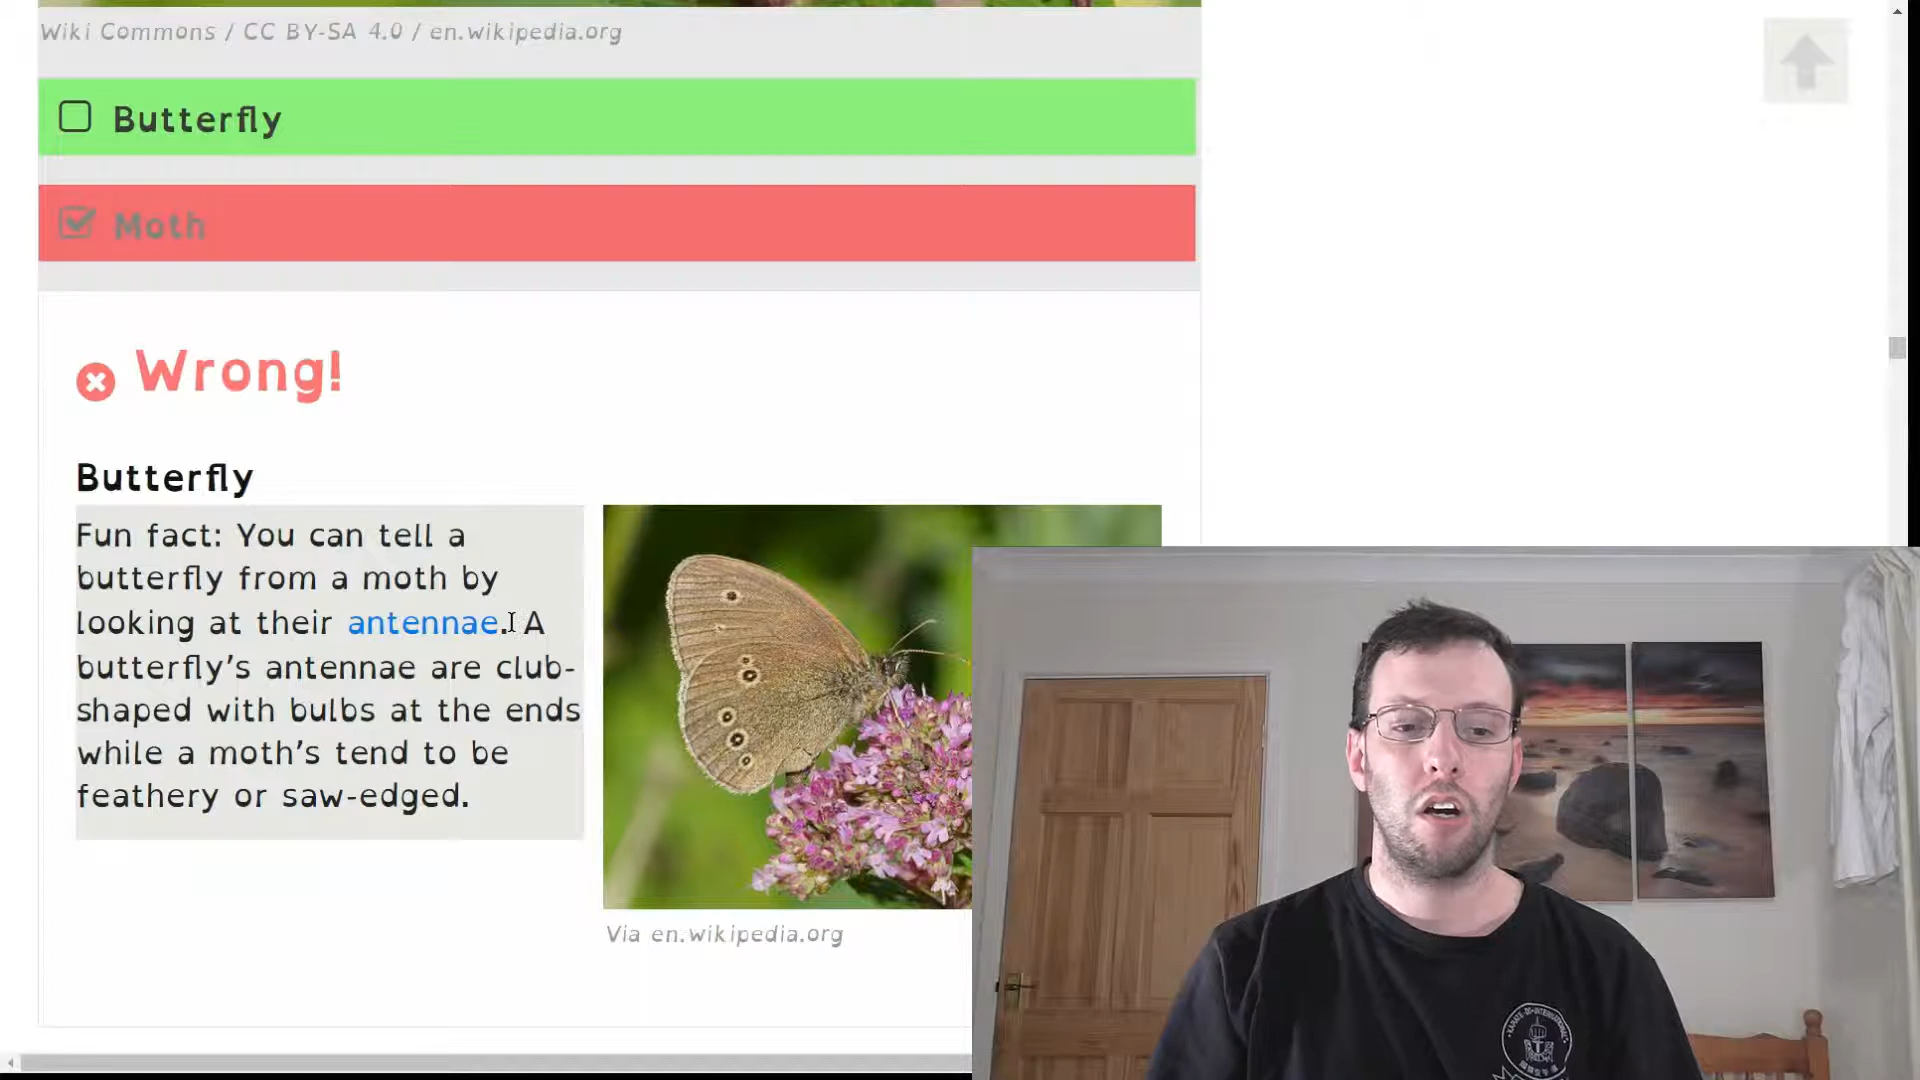 Wiki Commons / CC BY-SA 4.0 / en.wikipedia.org
Butterfly
Moth
Wrong!
Butterfly
Fun fact: You can tell a
butterfly from a moth by
looking at their antennae. A
butterfly's antennae are club-
shaped with bulbs at the ends
while a moth's tend to be
feathery or saw-edged.
Via en.wikipedia.org